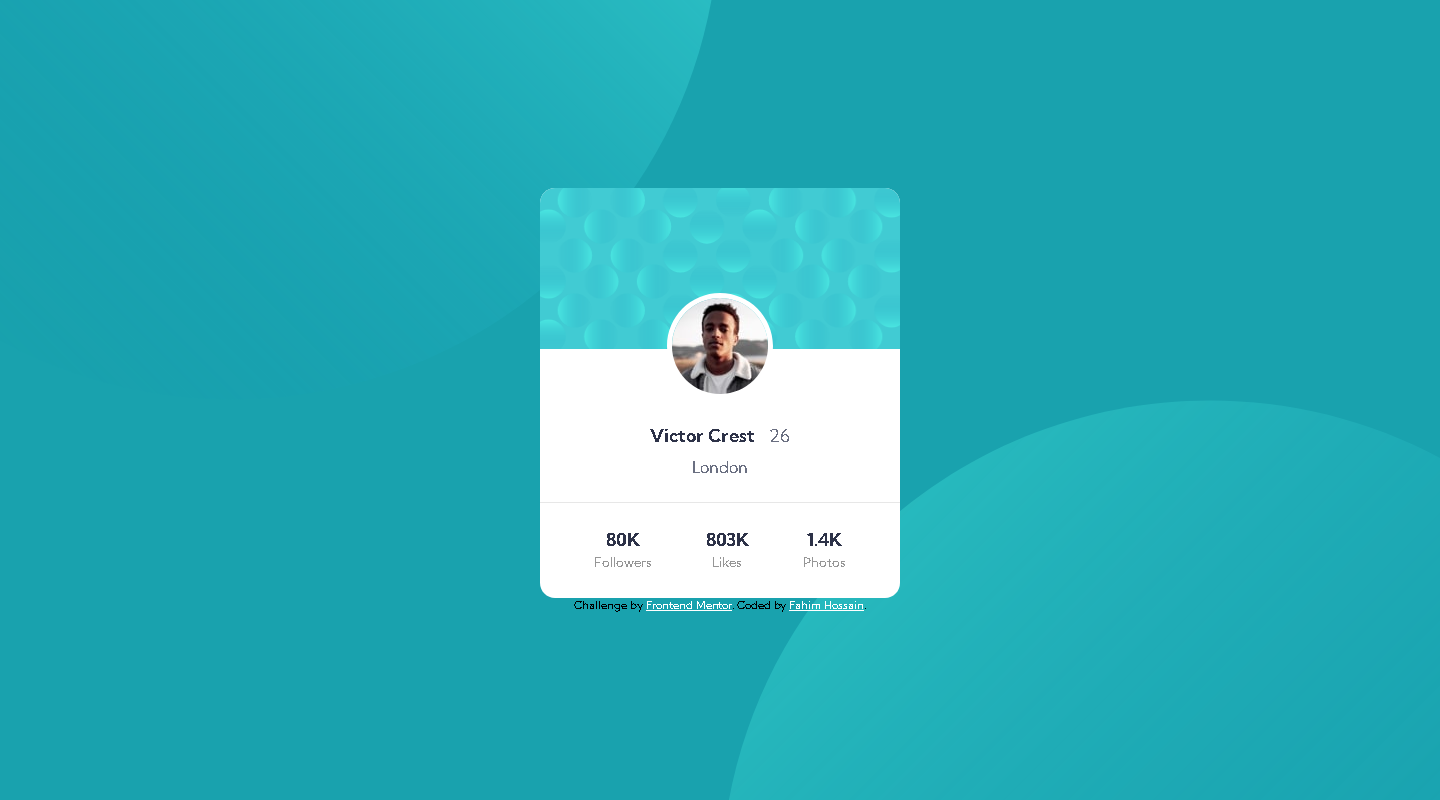 Victor Crest 26
London
80K 803K 1.4K
Followers Likes Photos
Challenge by Frontend Mentor. Coded by Fahim Hossain.